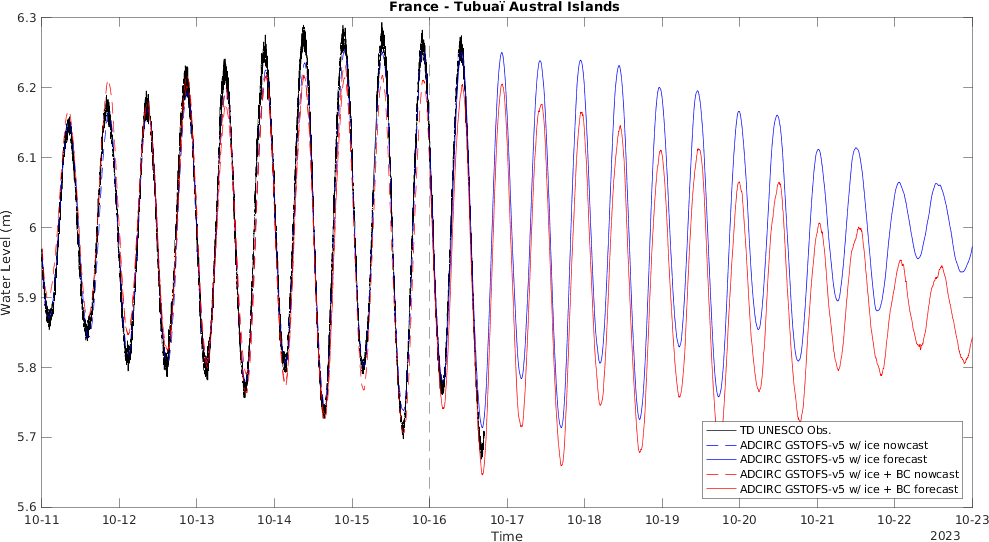 France - Tubuaï Austral Islands
Water Level (m)
6.3
6.2
6.1
6
5.9
5.8
5.7
5.6
TD UNESCO Obs.
ADCIRC GSTOFS-v5 w/ ice nowcast
ADCIRC GSTOFS-v5 w/ ice forecast
ADCIRC GSTOFS-v5 w/ ice + BC nowcast
ADCIRC GSTOFS-v5 w/ ice + BC forecast
10-11 10-12 10-13 10-14 10-15 10-16 10-17 10-18 10-19 10-20 10-21 10-22 10-23
Time
2023